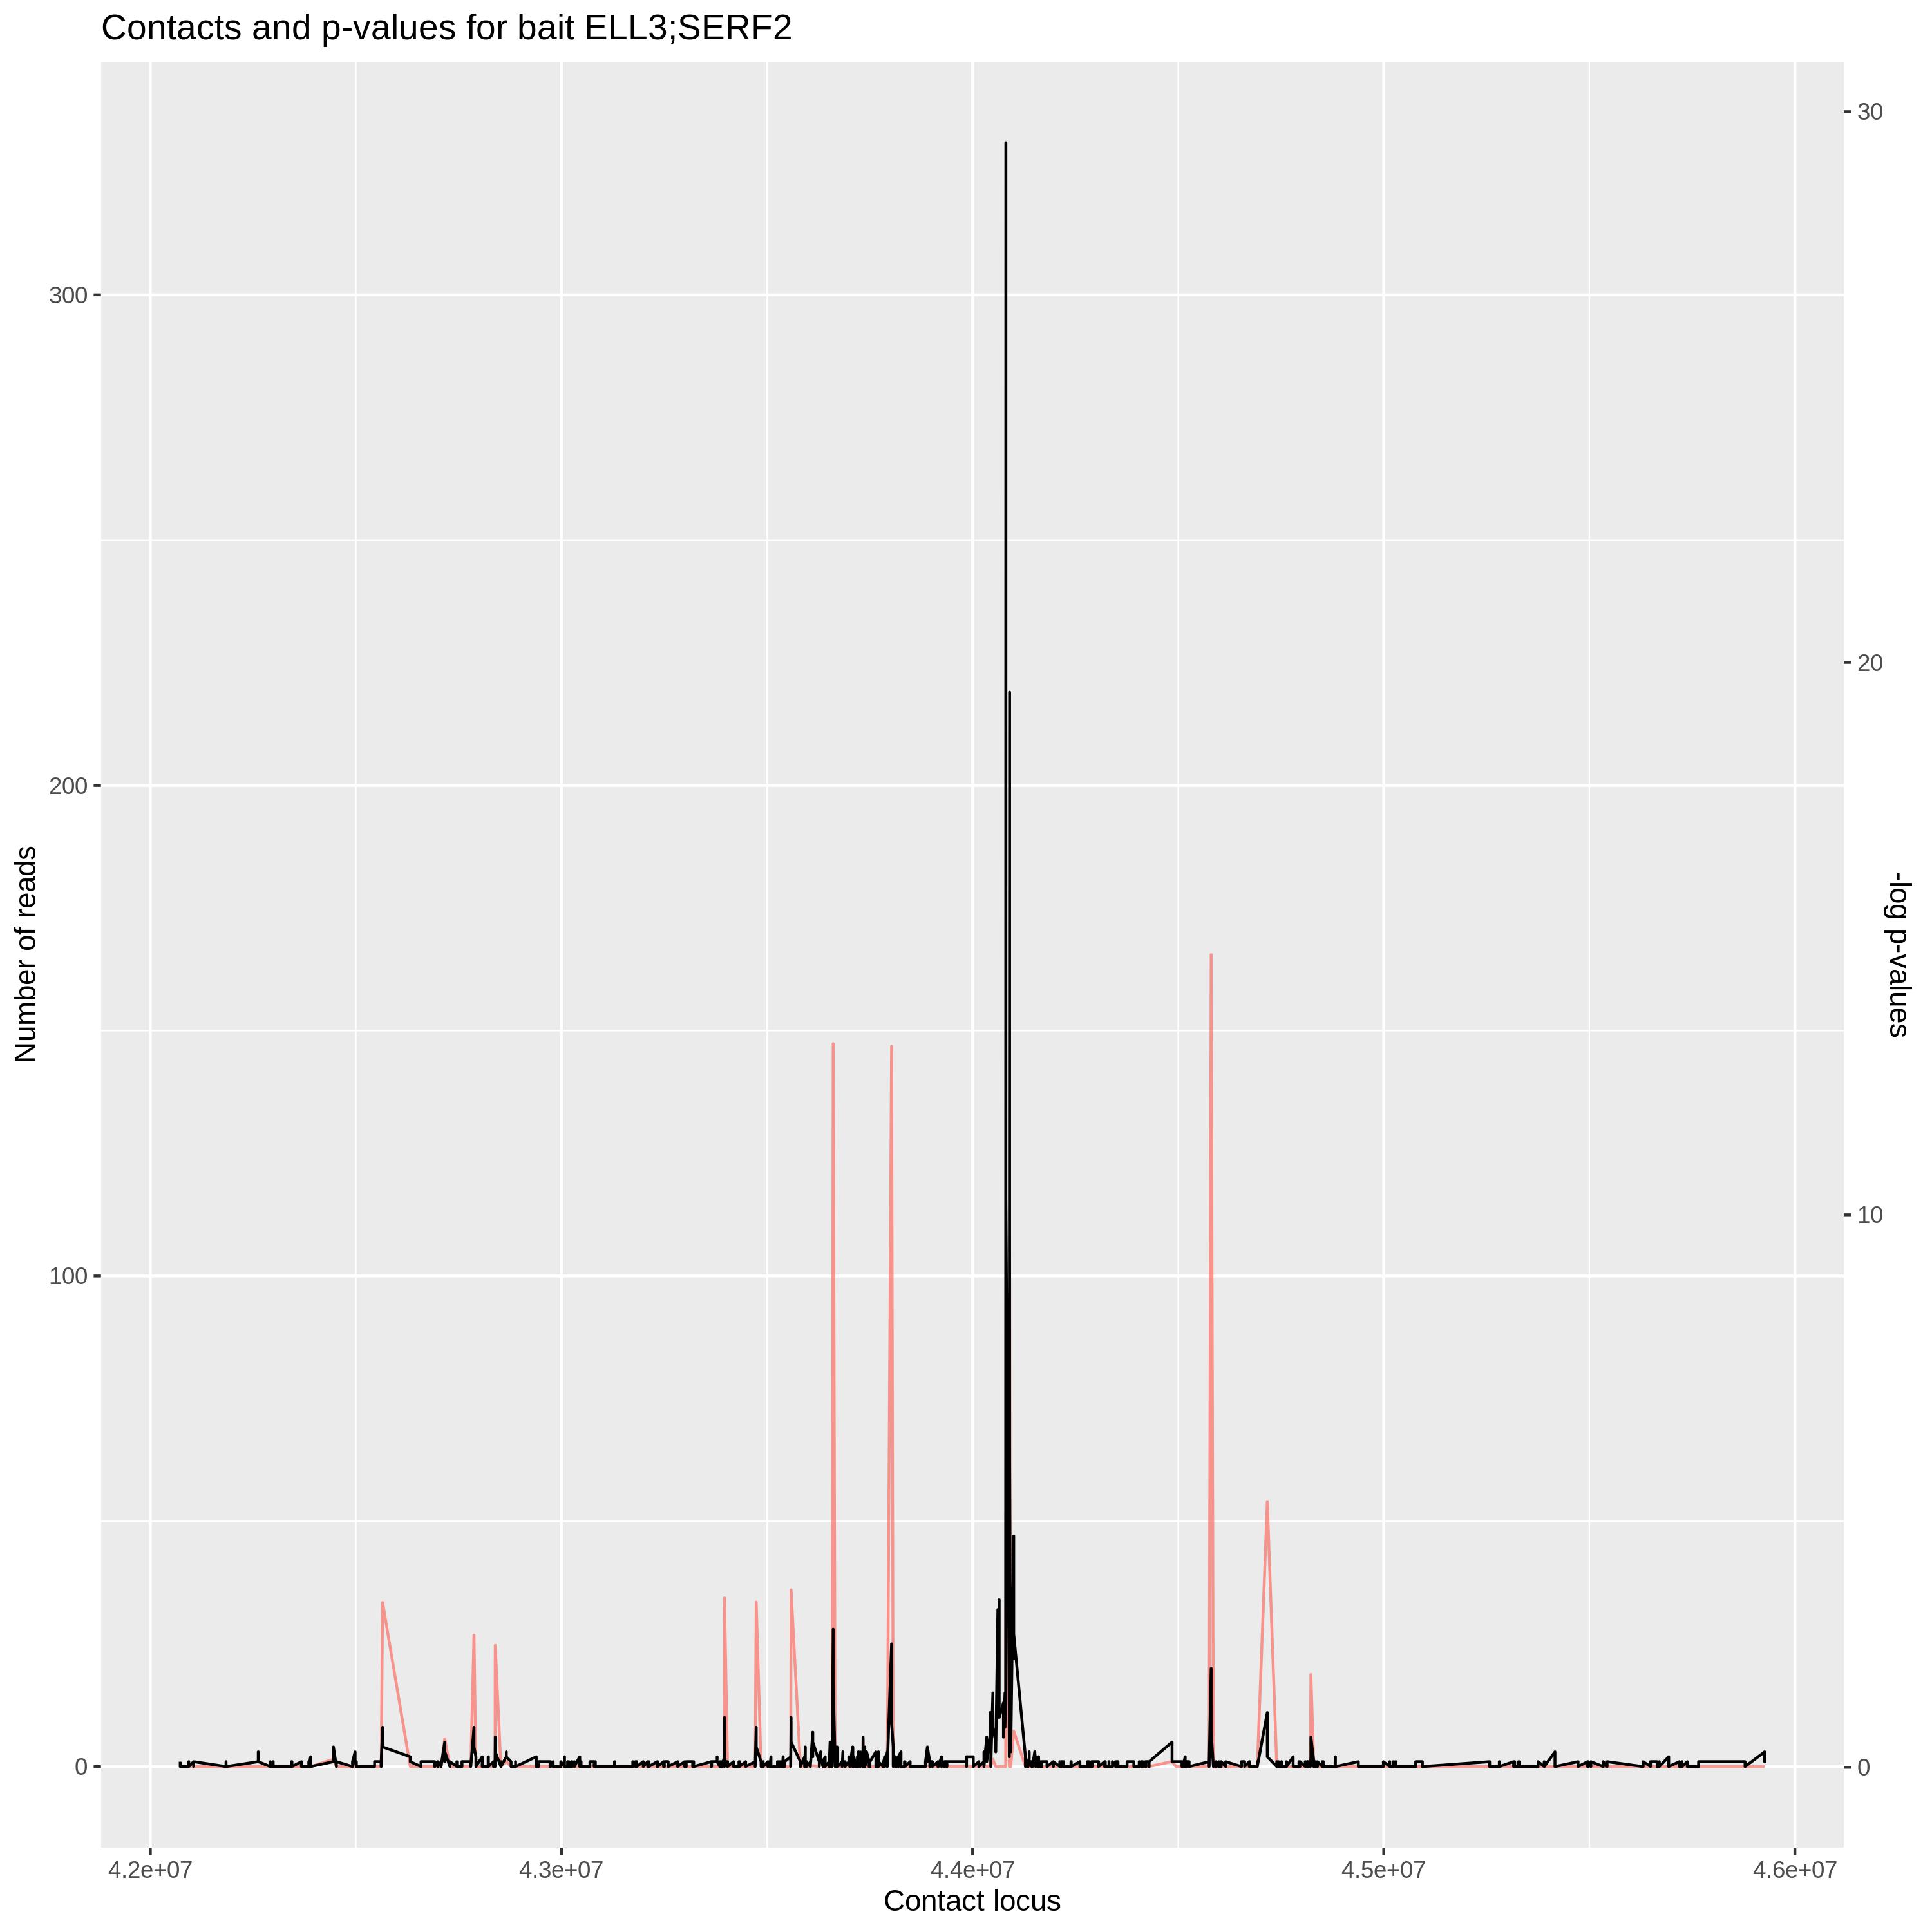 Contacts and p-values for bait ELL3;SERF2
30
300
20
200
Number of reads
-log p-values
10
100
0
0
4.2e+07 4.3e+07 4.4e+07 4.5e+07 4.6e+07
Contact locus